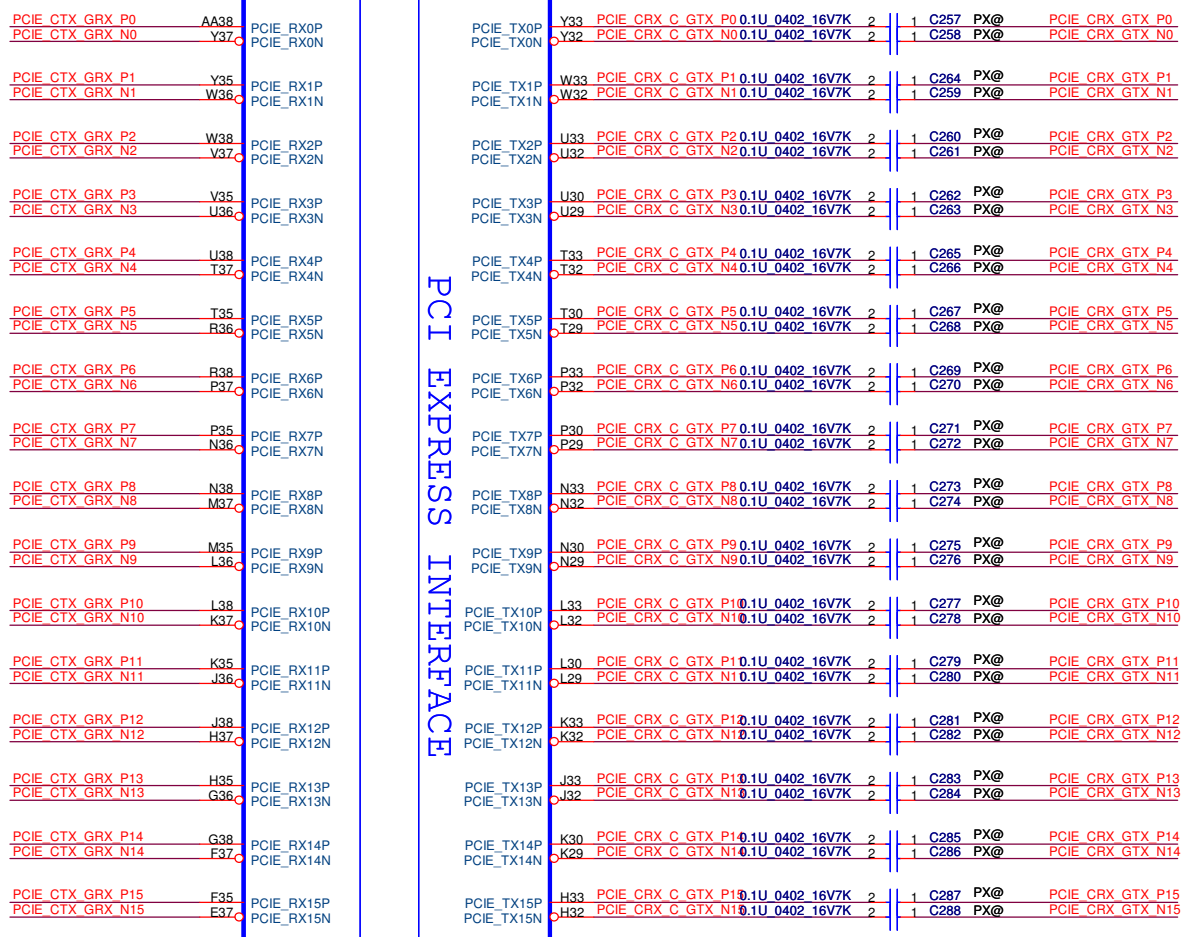 PCIE_CTX_GRX_P0 AA38 PCIE_RX0P PCIE_TX0P Y33 PCIE_CRX_C_GTX_P0 0.1U_0402_16V7K 2 1 C257 PX@ PCIE_CRX_GTX_P0
PCIE_CTX_GRX_N0 Y37 PCIE_RX0N PCIE_TX0N Y32 PCIE_CRX_C_GTX_N0 0.1U_0402_16V7K 2 1 C258 PX@ PCIE_CRX_GTX_N0
PCIE_CTX_GRX_P1 Y35 PCIE_RX1P PCIE_TX1P W33 PCIE_CRX_C_GTX_P1 0.1U_0402_16V7K 2 1 C264 PX@ PCIE_CRX_GTX_P1
PCIE_CTX_GRX_N1 W36 PCIE_RX1N PCIE_TX1N W32 PCIE_CRX_C_GTX_N1 0.1U_0402_16V7K 2 1 C259 PX@ PCIE_CRX_GTX_N1
PCIE_CTX_GRX_P2 W38 PCIE_RX2P PCIE_TX2P U33 PCIE_CRX_C_GTX_P2 0.1U_0402_16V7K 2 1 C260 PX@ PCIE_CRX_GTX_P2
PCIE_CTX_GRX_N2 V37 PCIE_RX2N PCIE_TX2N U32 PCIE_CRX_C_GTX_N2 0.1U_0402_16V7K 2 1 C261 PX@ PCIE_CRX_GTX_N2
PCIE_CTX_GRX_P3 V35 PCIE_RX3P PCIE_TX3P U30 PCIE_CRX_C_GTX_P3 0.1U_0402_16V7K 2 1 C262 PX@ PCIE_CRX_GTX_P3
PCIE_CTX_GRX_N3 U36 PCIE_RX3N PCIE_TX3N U29 PCIE_CRX_C_GTX_N3 0.1U_0402_16V7K 2 1 C263 PX@ PCIE_CRX_GTX_N3
PCIE_CTX_GRX_P4 U38 PCIE_RX4P PCIE_TX4P T33 PCIE_CRX_C_GTX_P4 0.1U_0402_16V7K 2 1 C265 PX@ PCIE_CRX_GTX_P4
PCIE_CTX_GRX_N4 T37 PCIE_RX4N PCIE_TX4N T32 PCIE_CRX_C_GTX_N4 0.1U_0402_16V7K 2 1 C266 PX@ PCIE_CRX_GTX_N4
PCI EXPRESS INTERFACE
PCIE_CTX_GRX_P5 T35 PCIE_RX5P PCIE_TX5P T30 PCIE_CRX_C_GTX_P5 0.1U_0402_16V7K 2 1 C267 PX@ PCIE_CRX_GTX_P5
PCIE_CTX_GRX_N5 R36 PCIE_RX5N PCIE_TX5N T29 PCIE_CRX_C_GTX_N5 0.1U_0402_16V7K 2 1 C268 PX@ PCIE_CRX_GTX_N5
PCIE_CTX_GRX_P6 R38 PCIE_RX6P PCIE_TX6P P33 PCIE_CRX_C_GTX_P6 0.1U_0402_16V7K 2 1 C269 PX@ PCIE_CRX_GTX_P6
PCIE_CTX_GRX_N6 P37 PCIE_RX6N PCIE_TX6N P32 PCIE_CRX_C_GTX_N6 0.1U_0402_16V7K 2 1 C270 PX@ PCIE_CRX_GTX_N6
PCIE_CTX_GRX_P7 P35 PCIE_RX7P PCIE_TX7P P30 PCIE_CRX_C_GTX_P7 0.1U_0402_16V7K 2 1 C271 PX@ PCIE_CRX_GTX_P7
PCIE_CTX_GRX_N7 N36 PCIE_RX7N PCIE_TX7N P29 PCIE_CRX_C_GTX_N7 0.1U_0402_16V7K 2 1 C272 PX@ PCIE_CRX_GTX_N7
PCIE_CTX_GRX_P8 N38 PCIE_RX8P PCIE_TX8P N33 PCIE_CRX_C_GTX_P8 0.1U_0402_16V7K 2 1 C273 PX@ PCIE_CRX_GTX_P8
PCIE_CTX_GRX_N8 M37 PCIE_RX8N PCIE_TX8N N32 PCIE_CRX_C_GTX_N8 0.1U_0402_16V7K 2 1 C274 PX@ PCIE_CRX_GTX_N8
PCIE_CTX_GRX_P9 M35 PCIE_RX9P PCIE_TX9P N30 PCIE_CRX_C_GTX_P9 0.1U_0402_16V7K 2 1 C275 PX@ PCIE_CRX_GTX_P9
PCIE_CTX_GRX_N9 L36 PCIE_RX9N PCIE_TX9N N29 PCIE_CRX_C_GTX_N9 0.1U_0402_16V7K 2 1 C276 PX@ PCIE_CRX_GTX_N9
PCIE_CTX_GRX_P10 L38 PCIE_RX10P PCIE_TX10P L33 PCIE_CRX_C_GTX_P10 0.1U_0402_16V7K 2 1 C277 PX@ PCIE_CRX_GTX_P10
PCIE_CTX_GRX_N10 K37 PCIE_RX10N PCIE_TX10N L32 PCIE_CRX_C_GTX_N10 0.1U_0402_16V7K 2 1 C278 PX@ PCIE_CRX_GTX_N10
PCIE_CTX_GRX_P11 K35 PCIE_RX11P PCIE_TX11P L30 PCIE_CRX_C_GTX_P11 0.1U_0402_16V7K 2 1 C279 PX@ PCIE_CRX_GTX_P11
PCIE_CTX_GRX_N11 J36 PCIE_RX11N PCIE_TX11N L29 PCIE_CRX_C_GTX_N11 0.1U_0402_16V7K 2 1 C280 PX@ PCIE_CRX_GTX_N11
PCIE_CTX_GRX_P12 J38 PCIE_RX12P PCIE_TX12P K33 PCIE_CRX_C_GTX_P12 0.1U_0402_16V7K 2 1 C281 PX@ PCIE_CRX_GTX_P12
PCIE_CTX_GRX_N12 H37 PCIE_RX12N PCIE_TX12N K32 PCIE_CRX_C_GTX_N12 0.1U_0402_16V7K 2 1 C282 PX@ PCIE_CRX_GTX_N12
PCIE_CTX_GRX_P13 H35 PCIE_RX13P PCIE_TX13P J33 PCIE_CRX_C_GTX_P13 0.1U_0402_16V7K 2 1 C283 PX@ PCIE_CRX_GTX_P13
PCIE_CTX_GRX_N13 G36 PCIE_RX13N PCIE_TX13N J32 PCIE_CRX_C_GTX_N13 0.1U_0402_16V7K 2 1 C284 PX@ PCIE_CRX_GTX_N13
PCIE_CTX_GRX_P14 G38 PCIE_RX14P PCIE_TX14P K30 PCIE_CRX_C_GTX_P14 0.1U_0402_16V7K 2 1 C285 PX@ PCIE_CRX_GTX_P14
PCIE_CTX_GRX_N14 F37 PCIE_RX14N PCIE_TX14N K29 PCIE_CRX_C_GTX_N14 0.1U_0402_16V7K 2 1 C286 PX@ PCIE_CRX_GTX_N14
PCIE_CTX_GRX_P15 F35 PCIE_RX15P PCIE_TX15P H33 PCIE_CRX_C_GTX_P15 0.1U_0402_16V7K 2 1 C287 PX@ PCIE_CRX_GTX_P15
PCIE_CTX_GRX_N15 E37 PCIE_RX15N PCIE_TX15N H32 PCIE_CRX_C_GTX_N15 0.1U_0402_16V7K 2 1 C288 PX@ PCIE_CRX_GTX_N15